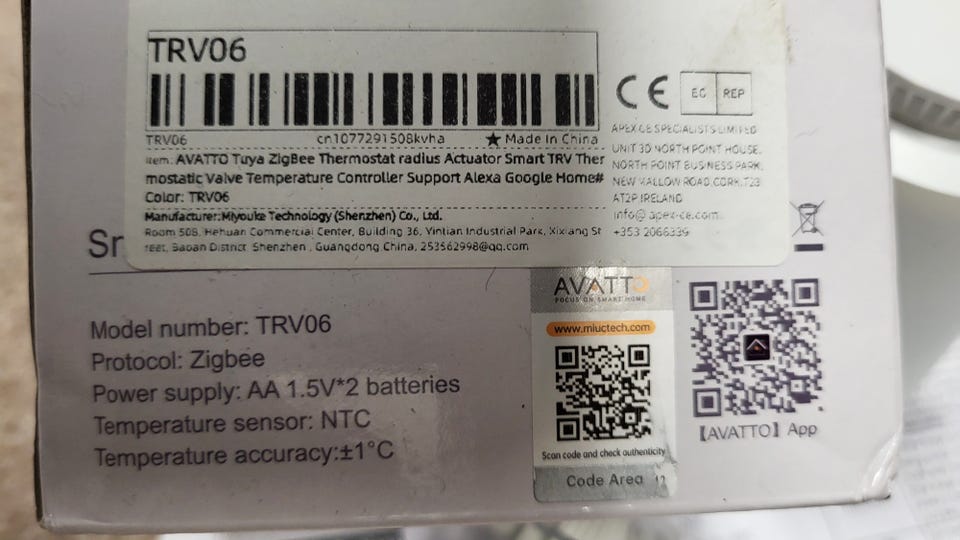 TRV06
TRV06 cn1077291508kvha ★ Made In China
Item: AVATTO Tuya ZigBee Thermostat radius Actuator Smart TRV Ther
mostatic Valve Temperature Controller Support Alexa Google Home#
Color: TRV06
Manufacturer:Miyouke Technology (Shenzhen) Co., Ltd.
Room 508, Hehuan Commercial Center, Building 36, Yintian Industrial Park, Xixiang St
reet, Baoan District Shenzhen , Guangdong China, 253562998@qq.com
CE
EC REP
APEX CE SPECIALISTS LIMITED
UNIT 3D NORTH POINT HOUSE,
NORTH POINT BUSINESS PARK,
NEW MALLOW ROAD,CORK,T23
AT2P IRELAND
info@apex-ce.com
+353 2066339
Model number: TRV06
Protocol: Zigbee
Power supply: AA 1.5V*2 batteries
Temperature sensor: NTC
Temperature accuracy:±1°C
AVATTO
FOCUS ON SMART HOME
www.miuctech.com
Scan code and check authenticity
Code Area
【AVATTO】 App